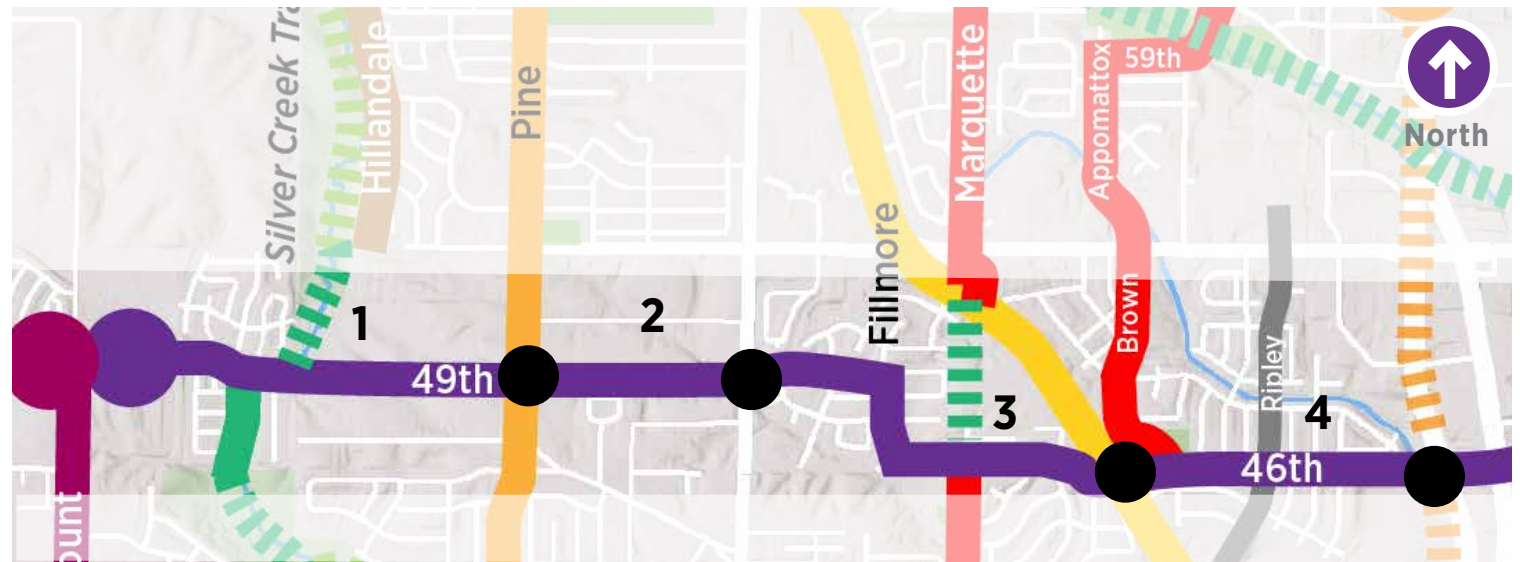 Silver Creek Tra
Hillandale
Pine
Fillmore
Marquette
Appomattox
59th
North
Brown
Ripley
1
2
3
4
49th
46th
ount